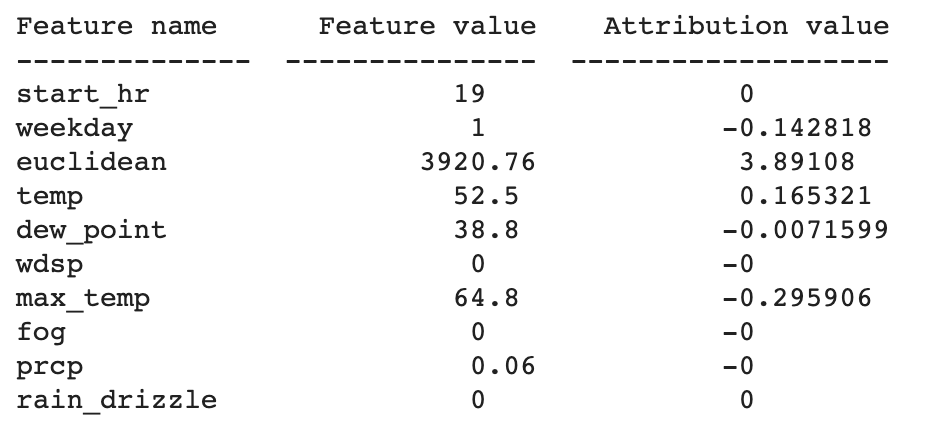 Feature name      Feature value    Attribution value
--------------  ---------------  -------------------
start_hr                  19               0
weekday                    1              -0.142818
euclidean               3920.76            3.89108
temp                      52.5             0.165321
dew_point                 38.8            -0.0071599
wdsp                       0              -0
max_temp                  64.8            -0.295906
fog                        0              -0
prcp                       0.06           -0
rain_drizzle               0               0